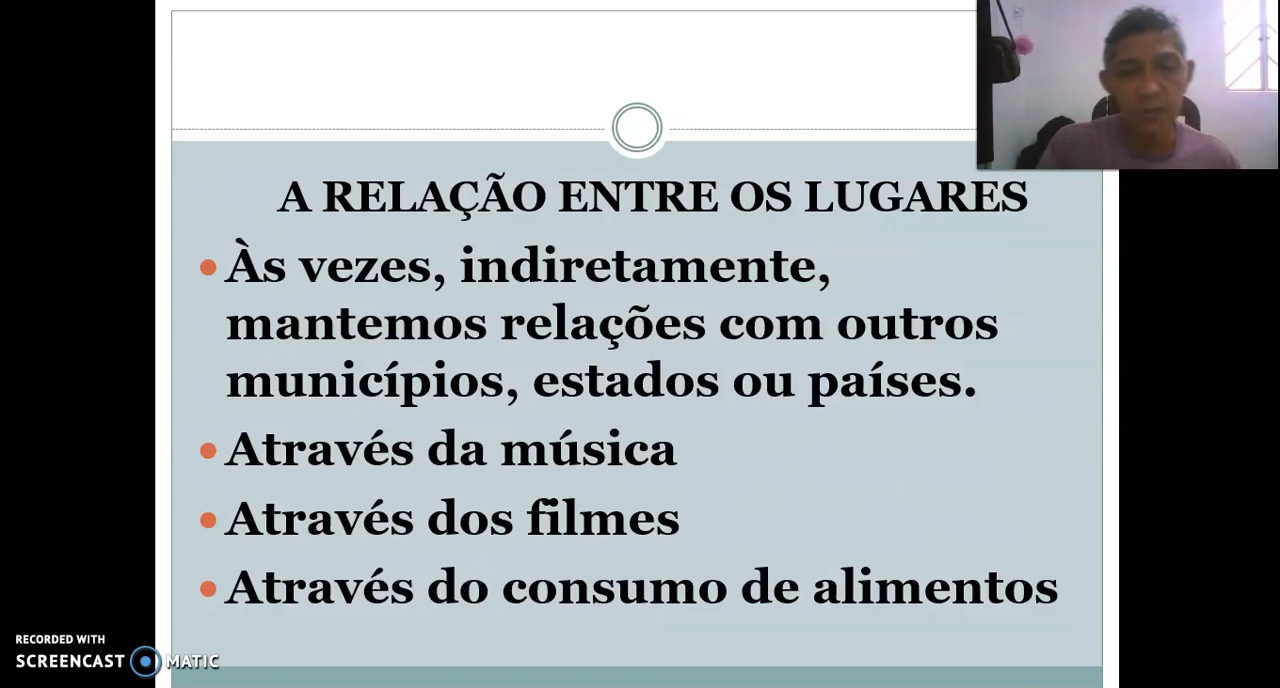 A RELAÇÃO ENTRE OS LUGARES
Às vezes, indiretamente,
mantemos relações com outros
municípios, estados ou países.
Através da música
Através dos filmes
Através do consumo de alimentos
RECORDED WITH
SCREENCAST MATIC